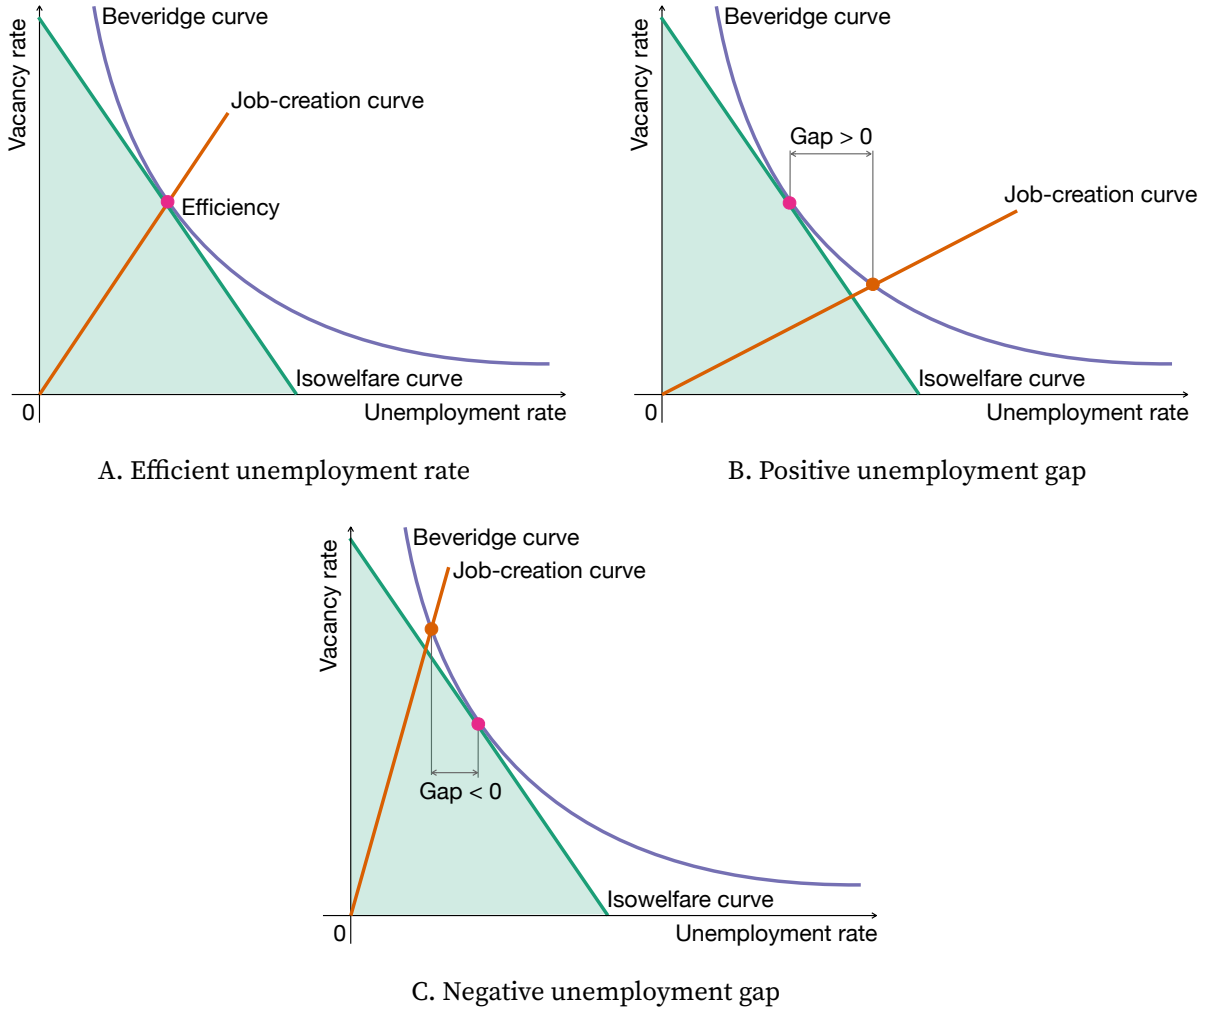 Beveridge curve
Vacancy rate
Job-creation curve
Efficiency
Isowelfare curve
0
Unemployment rate
A. Efficient unemployment rate
Beveridge curve
Vacancy rate
Gap > 0
Job-creation curve
Isowelfare curve
0
Unemployment rate
B. Positive unemployment gap
Beveridge curve
Vacancy rate
Job-creation curve
Gap < 0
Isowelfare curve
0
Unemployment rate
C. Negative unemployment gap